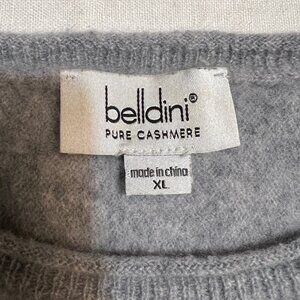 belldini®
PURE CASHMERE
made in china
XL